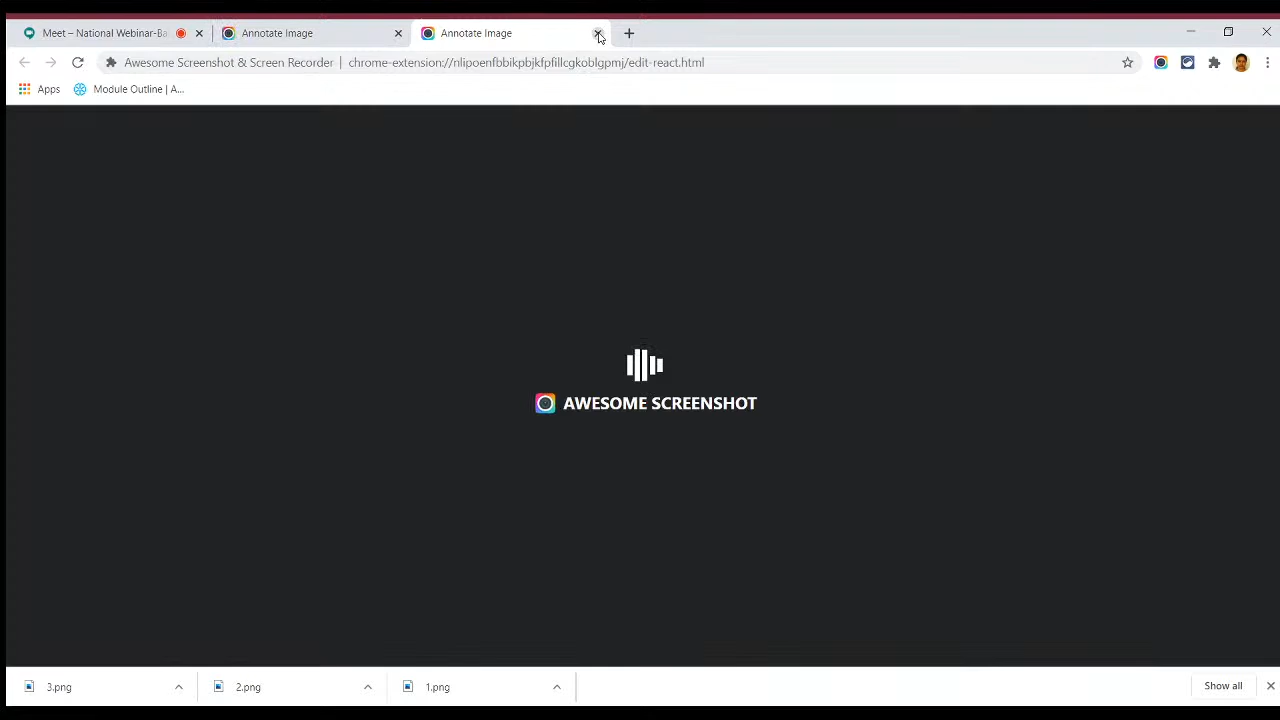 Meet – National Webinar-Ba
Annotate Image
Annotate Image
Awesome Screenshot & Screen Recorder | chrome-extension://nlipoenfbbikpbjkfpfillcgkoblgpmj/edit-react.html
Apps
Module Outline | A...
AWESOME SCREENSHOT
3.png
2.png
1.png
Show all